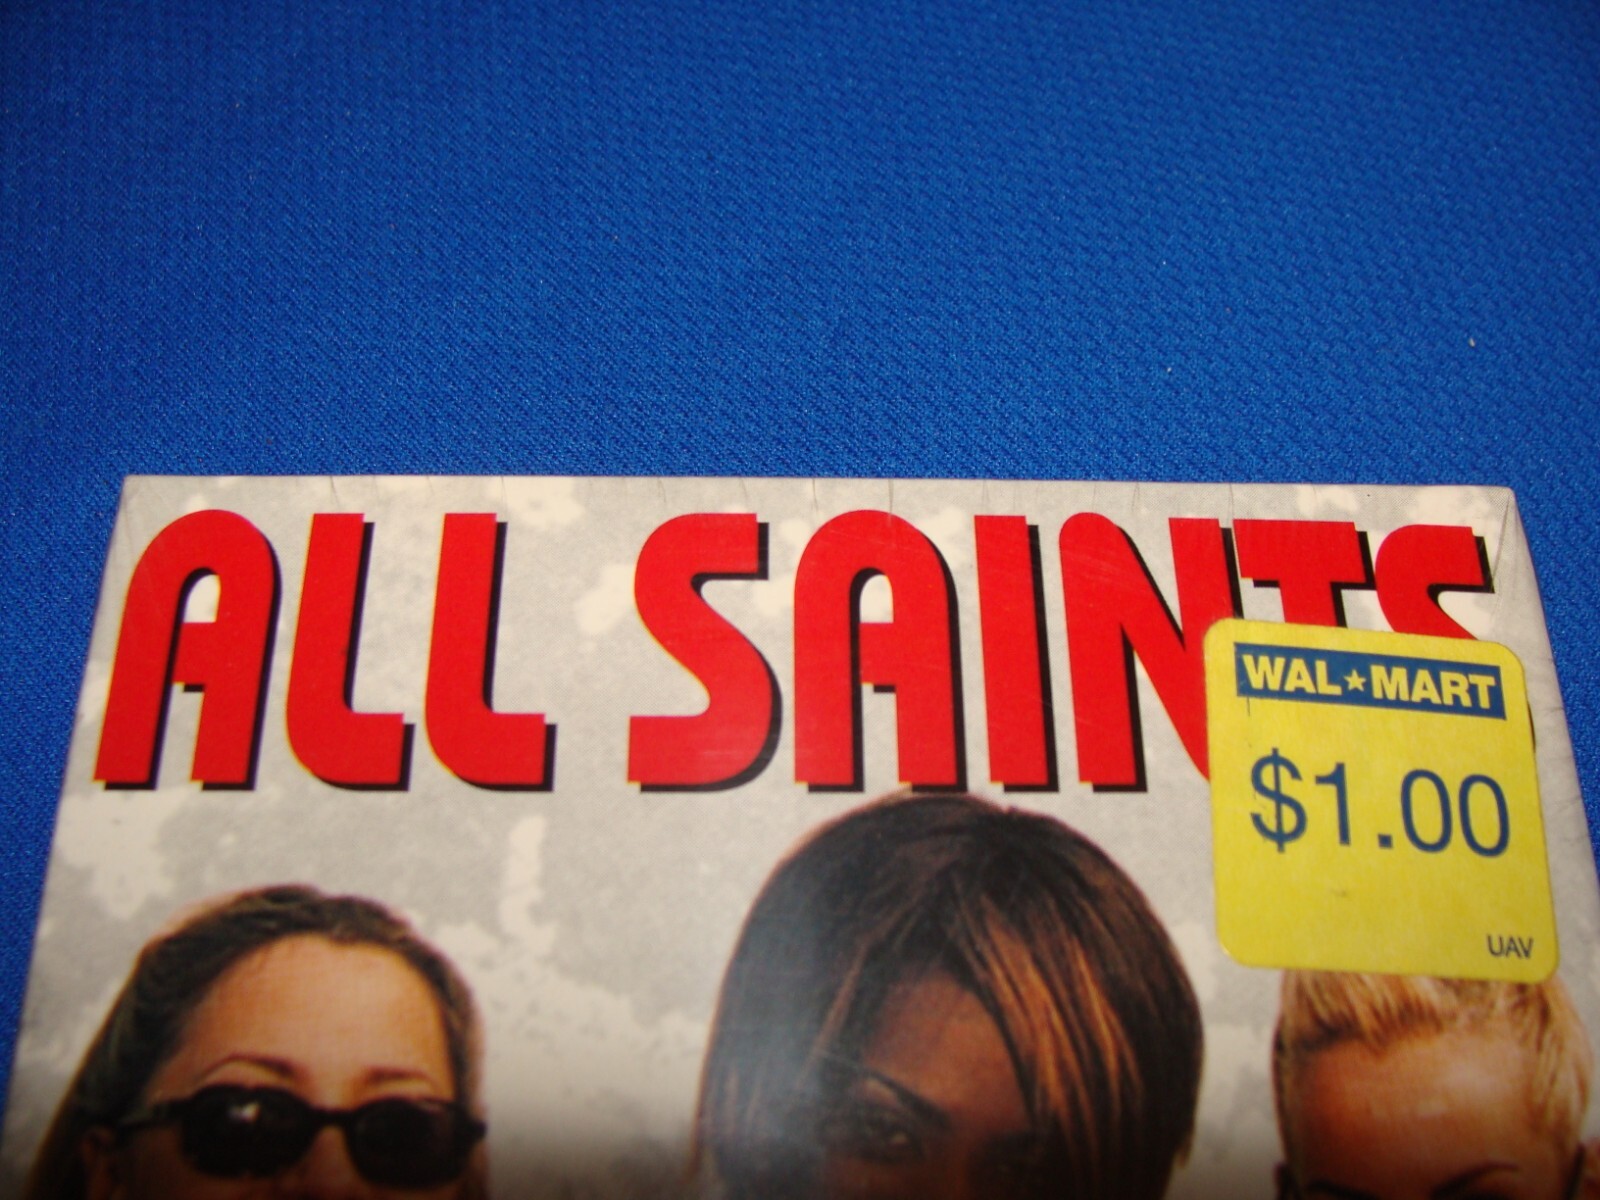 ALL SAINTS
WAL★MART
$1.00
UAV